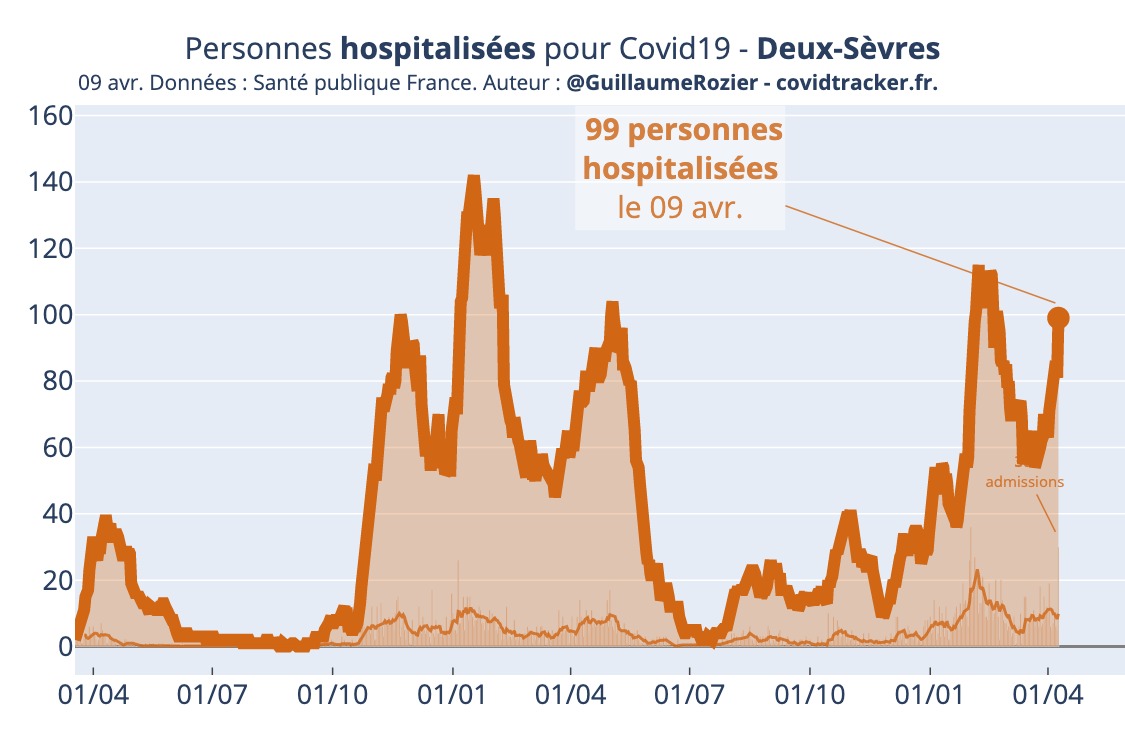 Personnes hospitalisées pour Covid19 - Deux-Sèvres
09 avr. Données : Santé publique France. Auteur : @GuillaumeRozier - covidtracker.fr.
160
99 personnes
hospitalisées
le 09 avr.
140
120
100
80
60
admissions
40
20
0
01/04 01/07 01/10 01/01 01/04 01/07 01/10 01/01 01/04